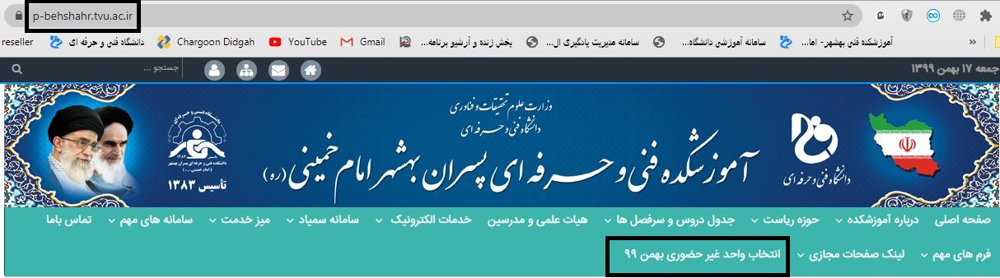 p-behshahr.tvu.ac.ir
آموزشکده فنی بهشهر- اما...
سامانه آموزشی دانشگاه...
سامانه مدیریت یادگیری ال...
پخش زنده و آرشیو برنامه...
Gmail
YouTube
Chargoon Didgah
دانشگاه فنی و حرفه ای
reseller
»
جمعه ۱۷ بهمن ۱۳۹۹
جستجو ...
وزارت علوم تحقیقات و فناوری
دانشگاه فنی و حرفه ای
آموزشکده فنی و حرفه ای پسران بهشهر امام خمینی (ره)
دانشگاه فنی و حرفه ای
تأسیس ۱۳۸۳
صفحه اصلی درباره آموزشکده حوزه ریاست جدول دروس و سرفصل ها هیات علمی و مدرسین خدمات الکترونیک سامانه سمیاد میز خدمت سامانه های مهم تماس باما
فرم های مهم لینک صفحات مجازی انتخاب واحد غیر حضوری بهمن ۹۹